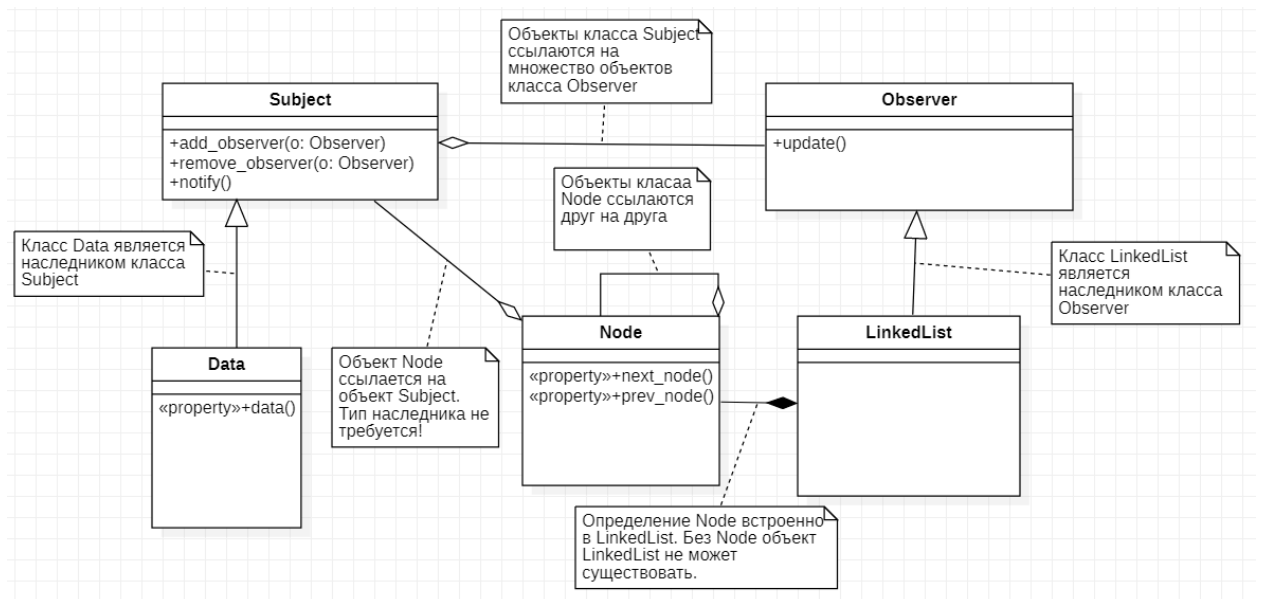 Объекты класса Subject
ссылаются на
множество объектов
класса Observer
Subject
+add_observer(o: Observer)
+remove_observer(o: Observer)
+notify()
Observer
+update()
Объекты класаа
Node ссылаются
друг на друга
Класс Data является
наследником класса
Subject
Класс LinkedList
является
наследником класса
Observer
Data
«property»+data()
Объект Node
ссылается на
объект Subject.
Тип наследника не
требуется!
Node
«property»+next_node()
«property»+prev_node()
LinkedList
Определение Node встроенно
в LinkedList. Без Node объект
LinkedList не может
существовать.